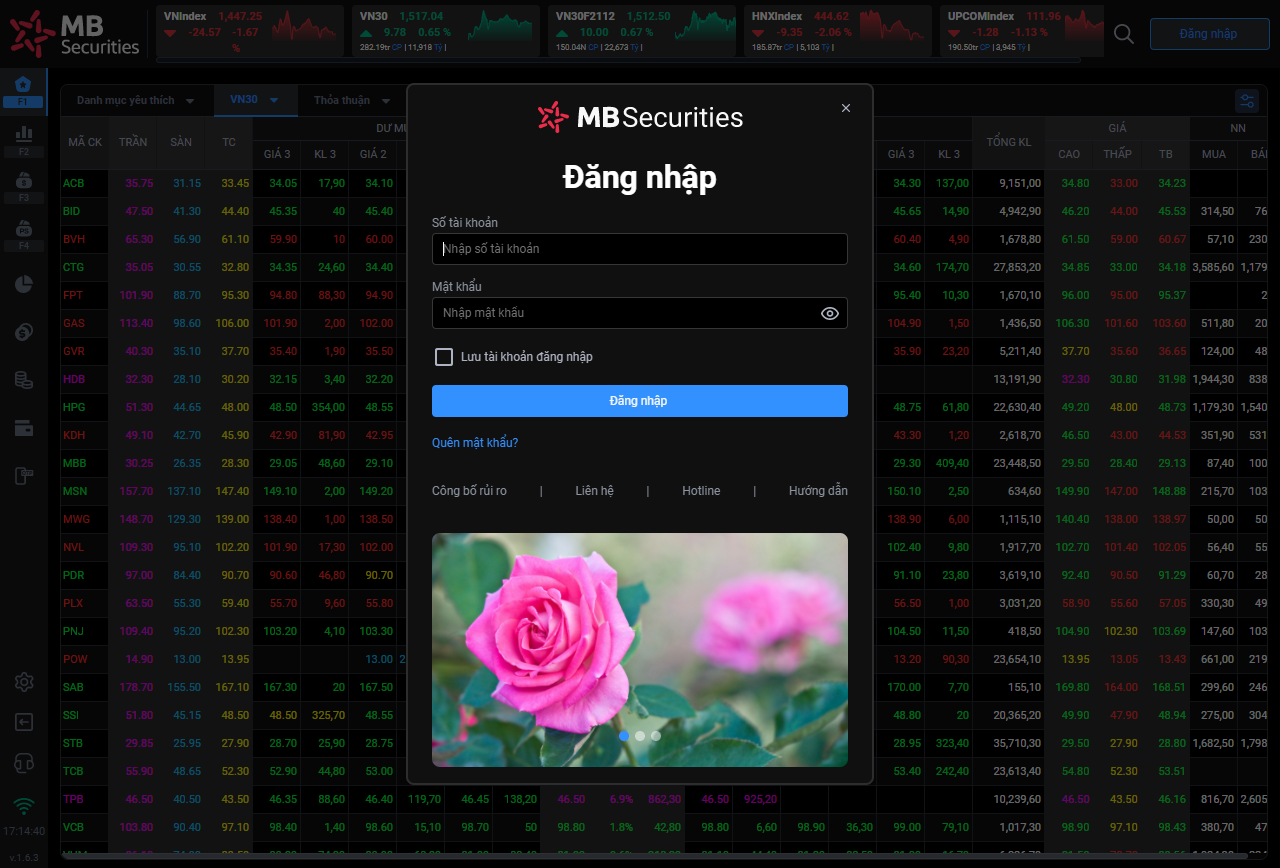 MB
Securities
VNIndex 1,447.25
-24.57 -1.67
%
VN30 1,517.04
9.78 0.65 %
282.19tr CP | 11,918 Tỷ |
VN30F2112 1,512.50
10.00 0.67 %
150.04N CP | 22,673 Tỷ |
HNXIndex 444.62
-9.35 -2.06 %
185.87tr CP | 5,103 Tỷ |
UPCOMIndex 111.96
-1.28 -1.13 %
190.50tr CP | 3,945 Tỷ |
Đăng nhập
F1
F2
F3
F4
Danh mục yêu thích VN30 Thỏa thuận
MÃ CK TRẦN SÀN TC DƯ MU TỔNG KL GIÁ NN
GIÁ 3 KL 3 GIÁ 2 GIÁ 3 KL 3 CAO THẤP TB MUA BÁ
MB Securities
×
Đăng nhập
Số tài khoản
Nhập số tài khoản
Mật khẩu
Nhập mật khẩu
Lưu tài khoản đăng nhập
Đăng nhập
Quên mật khẩu?
Công bố rủi ro | Liên hệ | Hotline | Hướng dẫn
ACB 35.75 31.15 33.45 34.05 17,90 34.10 34.30 137,00 9,151,00 34.80 33.00 34.23
BID 47.50 41.30 44.40 45.35 40 45.40 45.65 14,90 4,942,90 46.20 44.00 45.53 314,50 76
BVH 65.30 56.90 61.10 59.90 10 60.00 60.40 4,90 1,678,80 61.50 59.00 60.67 57,10 230
CTG 35.05 30.55 32.80 34.35 24,60 34.40 34.60 174,70 27,853,20 34.85 33.00 34.18 3,585,60 1,179
FPT 101.90 88.70 95.30 94.80 88,30 94.90 95.40 10,30 1,670,10 96.00 95.00 95.37 2
GAS 113.40 98.60 106.00 101.90 2,00 102.00 104.90 1,50 1,436,50 106.30 101.60 103.60 511,80 20
GVR 40.30 35.10 37.70 35.40 1,90 35.50 35.90 23,20 5,211,40 37.70 35.60 36.65 124,00 48
HDB 32.30 28.10 30.20 32.15 3,40 32.20 13,191,90 32.30 30.80 31.98 1,944,30 838
HPG 51.30 44.65 48.00 48.50 354,00 48.55 48.75 61,80 22,630,40 49.20 48.00 48.73 1,179,30 1,540
KDH 49.10 42.70 45.90 42.90 81,90 42.95 43.30 1,20 2,618,70 46.50 43.00 44.53 351,90 531
MBB 30.25 26.35 28.30 29.05 48,60 29.10 29.30 409,40 23,448,50 29.50 28.40 29.13 87,40 100
MSN 157.70 137.10 147.40 149.10 2,00 149.20 150.10 2,50 634,60 149.90 147.00 148.88 215,70 103
MWG 148.70 129.30 139.00 138.40 1,00 138.50 138.90 6,00 1,115,10 140.40 138.00 138.97 50,00 50
NVL 109.30 95.10 102.20 101.90 17,30 102.00 102.40 9,80 1,917,70 102.70 101.40 102.05 56,40 55
PDR 97.00 84.40 90.70 90.60 46,80 90.70 91.10 23,80 3,619,10 92.40 90.50 91.29 60,70 28
PLX 63.50 55.30 59.40 55.70 9,60 55.80 56.50 1,00 3,031,20 58.90 55.60 57.05 330,30 49
PNJ 109.40 95.20 102.30 103.20 4,10 103.30 104.50 11,50 418,50 104.90 102.30 103.69 147,60 103
POW 14.90 13.00 13.95 13.00 2 13.20 90,30 23,654,10 13.95 13.05 13.43 661,00 219
SAB 178.70 155.50 167.10 167.30 20 167.50 170.00 7,70 155,10 169.80 164.00 168.51 299,60 246
SSI 51.80 45.15 48.50 48.50 325,70 48.55 48.80 20 20,365,20 49.90 47.90 48.94 275,00 304
STB 29.85 25.95 27.90 28.70 25,90 28.75 28.95 323,40 35,710,30 29.50 27.90 28.80 1,682,50 1,798
TCB 55.90 48.65 52.30 52.90 44,80 53.00 53.40 242,40 23,613,40 54.80 52.30 53.51
TPB 46.50 40.50 43.50 46.35 88,60 46.40 119,70 46.45 138,20 46.50 6.9% 862,30 46.50 925,20 10,239,60 46.50 43.50 46.16 816,70 2,605
VCB 103.80 90.40 97.10 98.40 1,40 98.60 15,10 98.70 50 98.80 1.8% 42,80 98.80 6,60 98.90 36,30 99.00 79,10 1,017,30 98.90 97.10 98.43 380,70 47
17:14:40
v.1.6.3